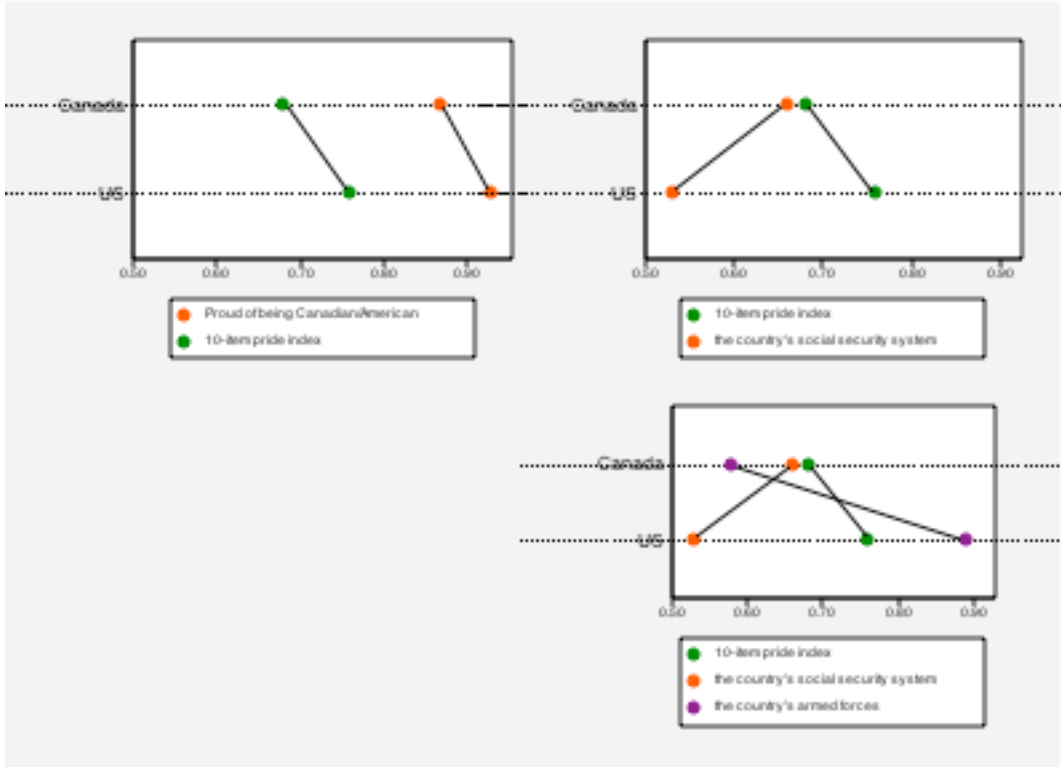 Canada Canada
US US
0.50 0.60 0.70 0.80 0.90 0.50 0.60 0.70 0.80 0.90
Proud of being Canadian/American
10-item pride index
10-item pride index
the country's social security system
Canada
US
0.50 0.60 0.70 0.80 0.90
10-item pride index
the country's social security system
the country's armed forces